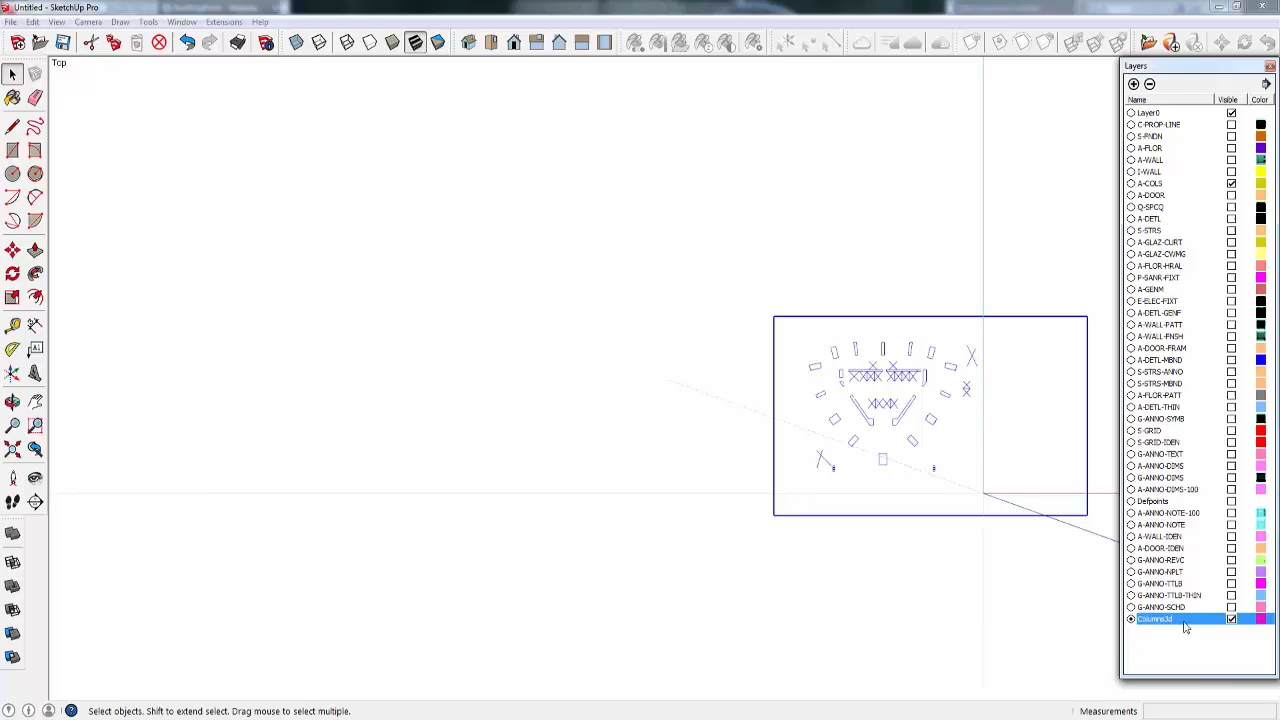 Untitled - SketchUp Pro
File Edit View Camera Draw Tools Window Extensions Help
Top
Layers
Name Visible Color
Layer0
C-PROP-LINE
S-FNDN
A-FLOR
A-WALL
I-WALL
A-COLS
A-DOOR
Q-SPCQ
A-DETL
S-STRS
A-GLAZ-CURT
A-GLAZ-CWMG
A-FLOR-HRAL
P-SANR-FIXT
A-GENM
E-ELEC-FIXT
A-DETL-GENF
A-WALL-PATT
A-WALL-FNSH
A-DOOR-FRAM
A-DETL-MBND
S-STRS-ANNO
S-STRS-MBND
A-FLOR-PATT
A-DETL-THIN
G-ANNO-SYMB
S-GRID
S-GRID-IDEN
G-ANNO-TEXT
A-ANNO-DIMS
G-ANNO-DIMS
A-ANNO-DIMS-100
Defpoints
A-ANNO-NOTE-100
A-ANNO-NOTE
A-WALL-IDEN
A-DOOR-IDEN
G-ANNO-REVC
G-ANNO-NPLT
G-ANNO-TTLB
G-ANNO-TTLB-THIN
G-ANNO-SCHD
Columns3d
Select objects. Shift to extend select. Drag mouse to select multiple.
Measurements